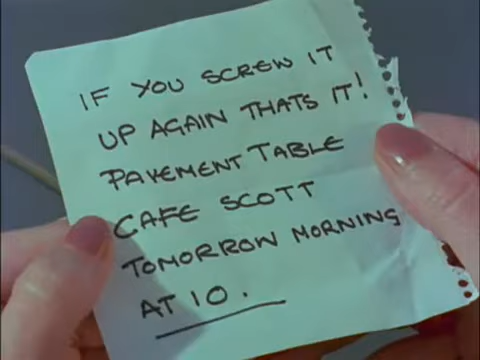 IF YOU SCREW IT
UP AGAIN THATS IT!
PAVEMENT TABLE
CAFE SCOTT
TOMORROW MORNING
AT 10.